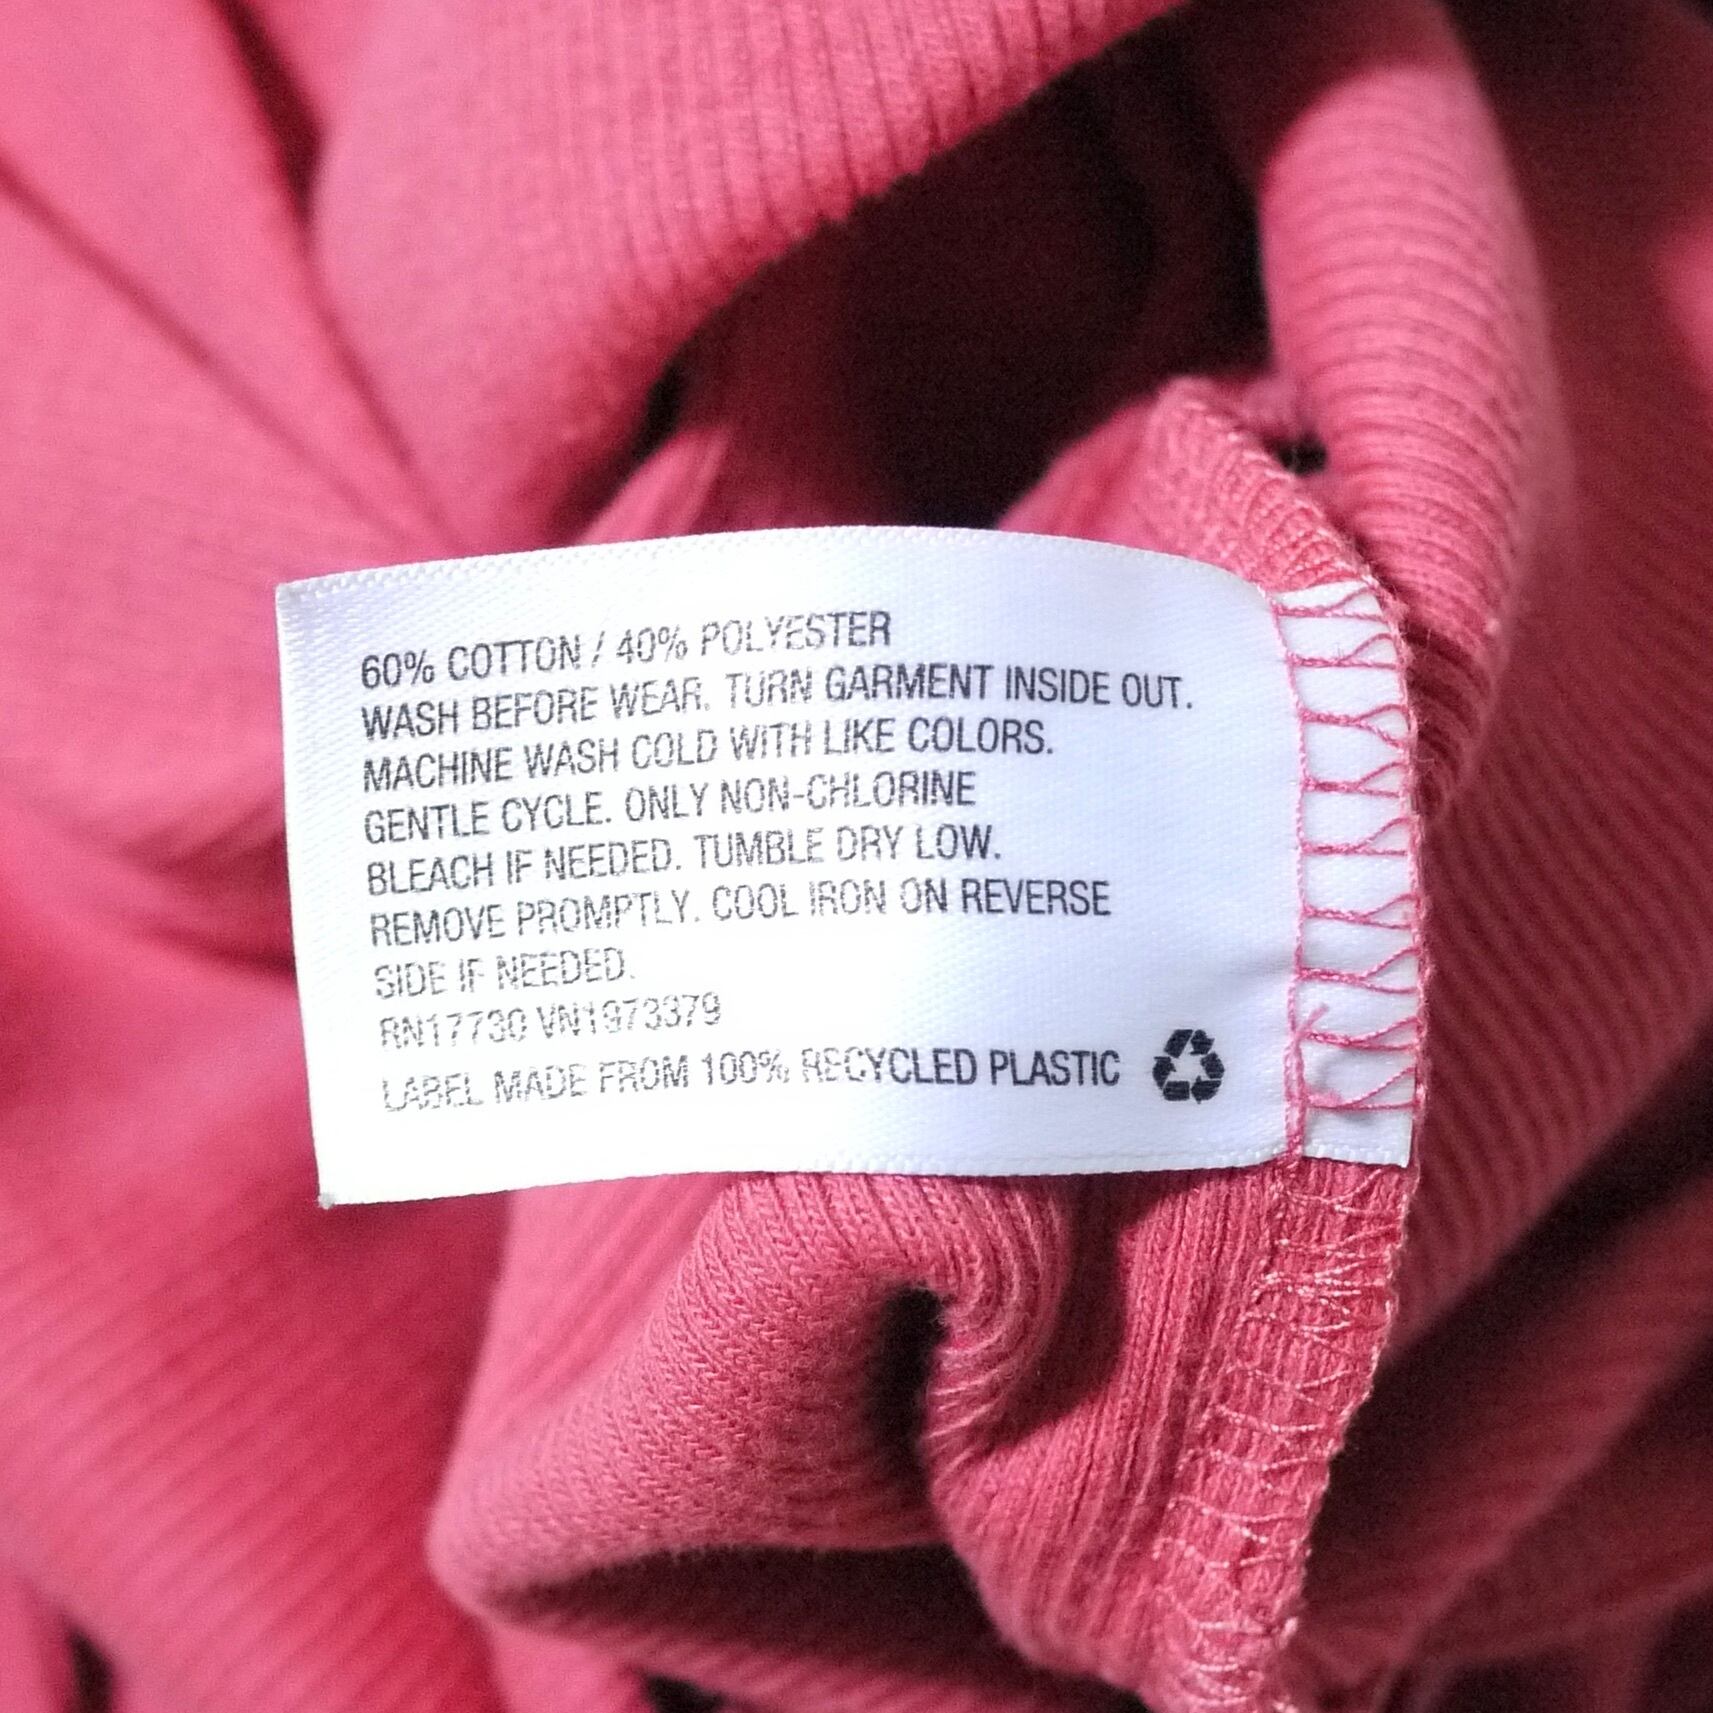 60% COTTON / 40% POLYESTER
WASH BEFORE WEAR. TURN GARMENT INSIDE OUT.
MACHINE WASH COLD WITH LIKE COLORS.
GENTLE CYCLE. ONLY NON-CHLORINE
BLEACH IF NEEDED. TUMBLE DRY LOW.
REMOVE PROMPTLY. COOL IRON ON REVERSE
SIDE IF NEEDED.
RN17730 VN1973379
LABEL MADE FROM 100% RECYCLED PLASTIC